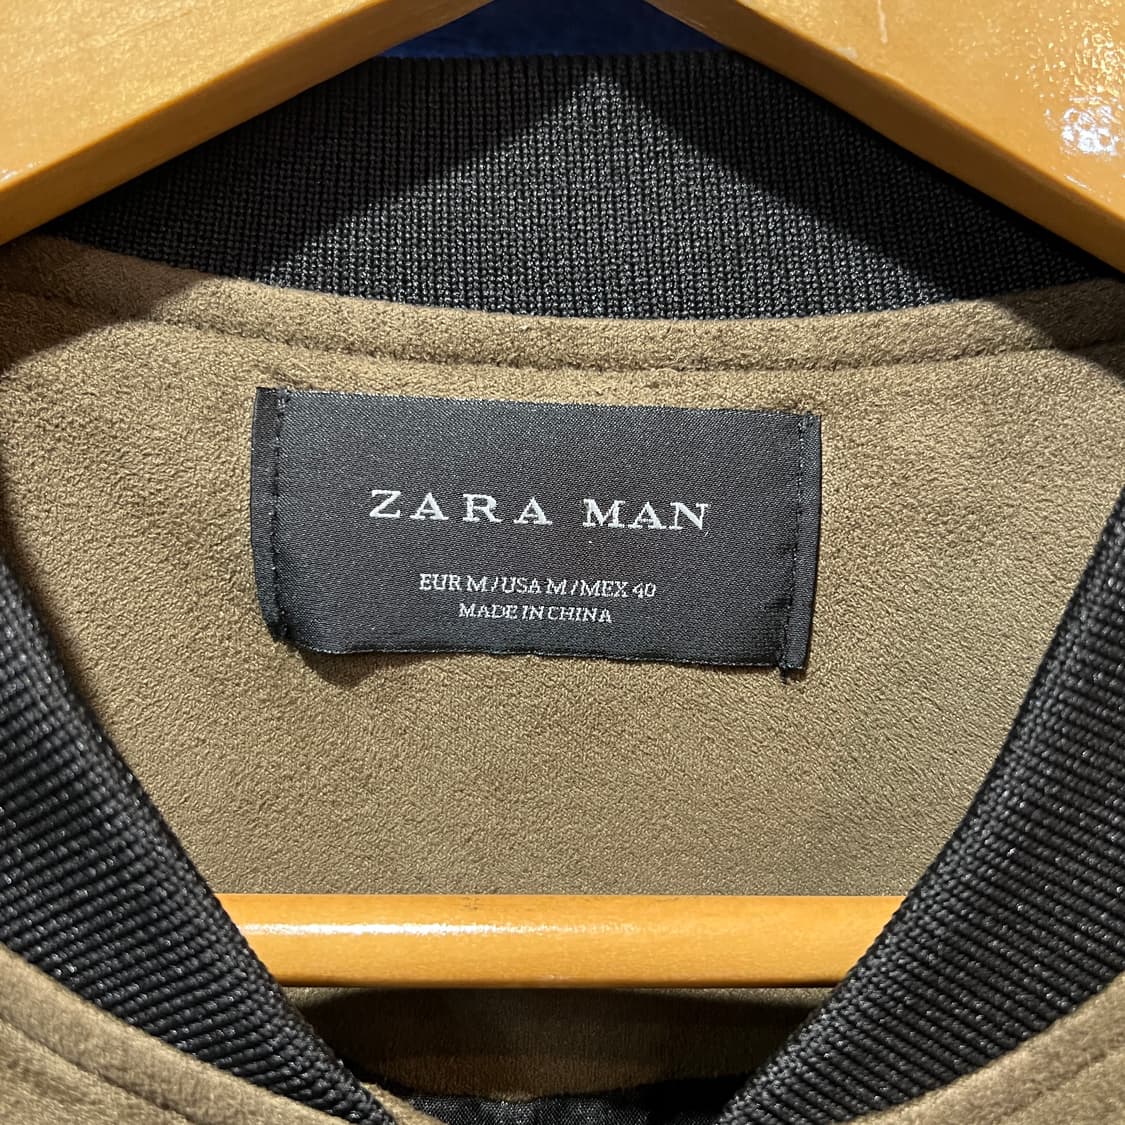 ZARA MAN
EUR M / USA M / MEX 40
MADE IN CHINA